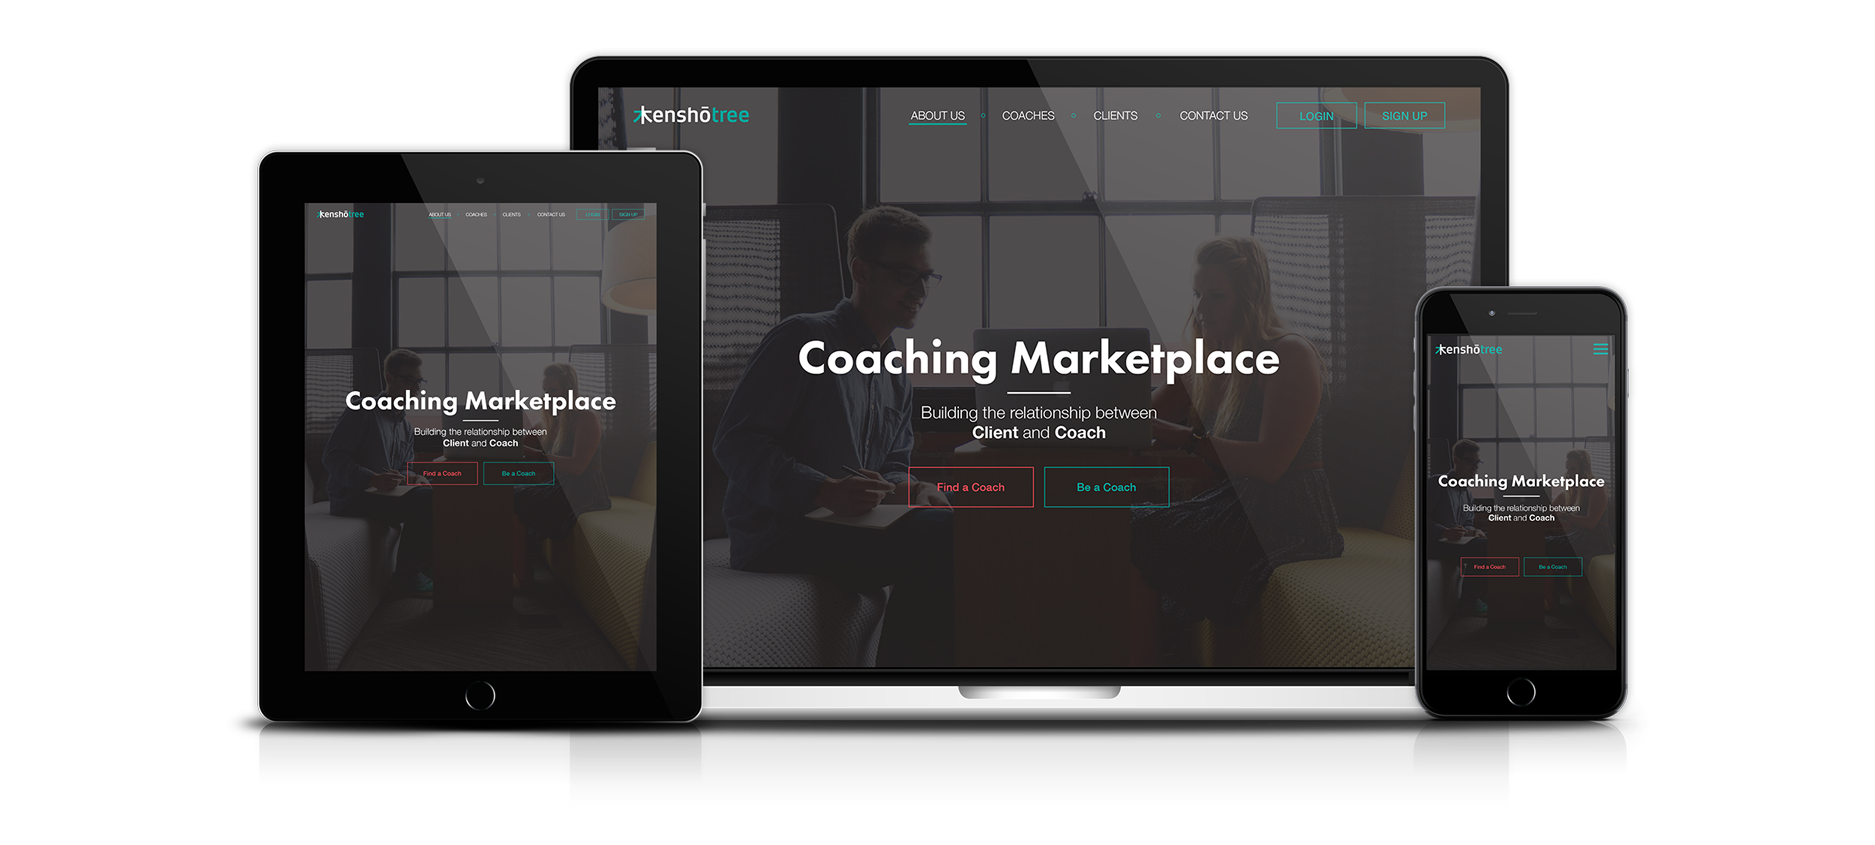 kenshōtree
ABOUT US COACHES CLIENTS CONTACT US LOGIN SIGN UP
Coaching Marketplace
Building the relationship between
Client and Coach
Find a Coach Be a Coach
kenshōtree
ABOUT US COACHES CLIENTS CONTACT US LOGIN SIGN UP
Coaching Marketplace
Building the relationship between
Client and Coach
Find a Coach Be a Coach
kenshōtree
Coaching Marketplace
Building the relationship between
Client and Coach
Find a Coach Be a Coach